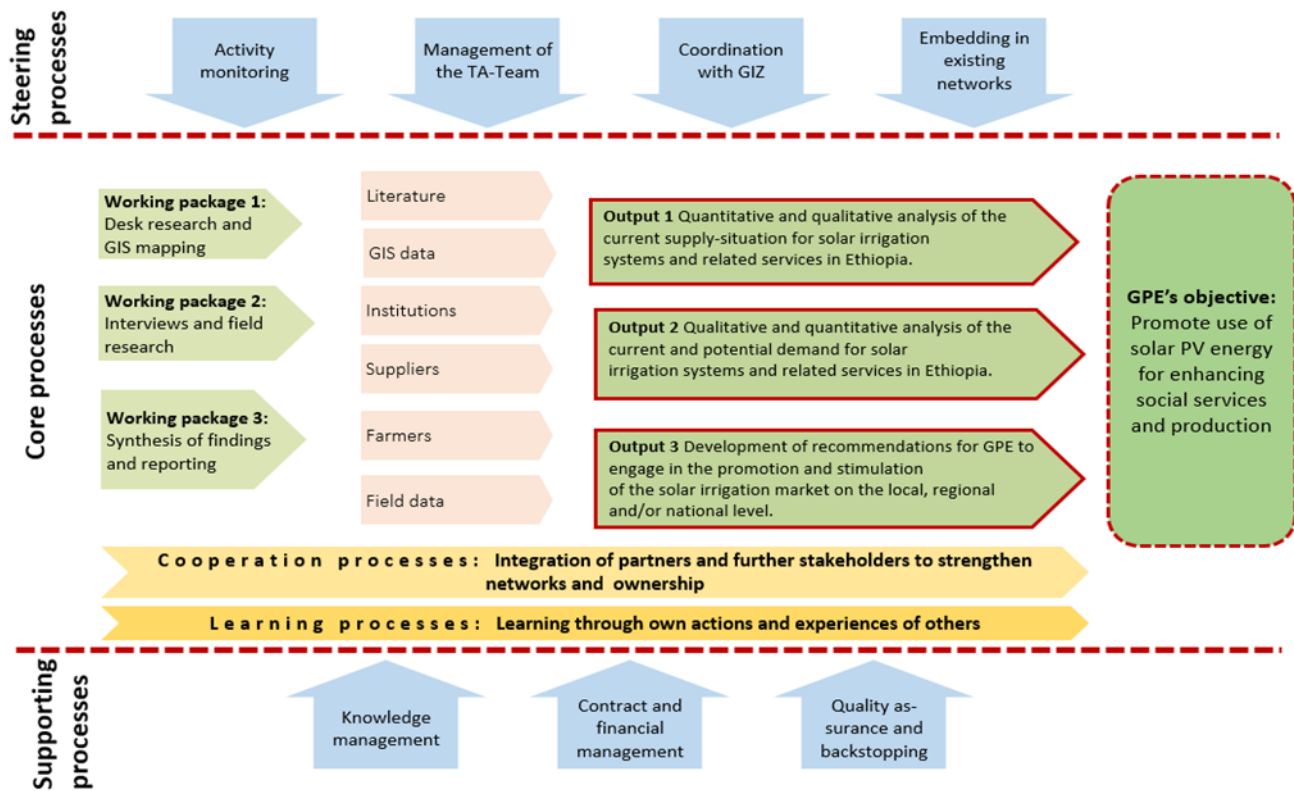 Steering
processes
Activity
monitoring
Management of
the TA-Team
Coordination
with GIZ
Embedding in
existing
networks
Core processes
Working package 1:
Desk research and
GIS mapping
Working package 2:
Interviews and field
research
Working package 3:
Synthesis of findings
and reporting
Literature
GIS data
Institutions
Suppliers
Farmers
Field data
Output 1 Quantitative and qualitative analysis of the
current supply-situation for solar irrigation
systems and related services in Ethiopia.
Output 2 Qualitative and quantitative analysis of the
current and potential demand for solar
irrigation systems and related services in Ethiopia.
Output 3 Development of recommendations for GPE to
engage in the promotion and stimulation
of the solar irrigation market on the local, regional
and/or national level.
GPE's objective:
Promote use of
solar PV energy
for enhancing
social services
and production
Cooperation processes: Integration of partners and further stakeholders to strengthen
networks and ownership
Learning processes: Learning through own actions and experiences of others
Supporting
processes
Knowledge
management
Contract and
financial
management
Quality as-
surance and
backstopping